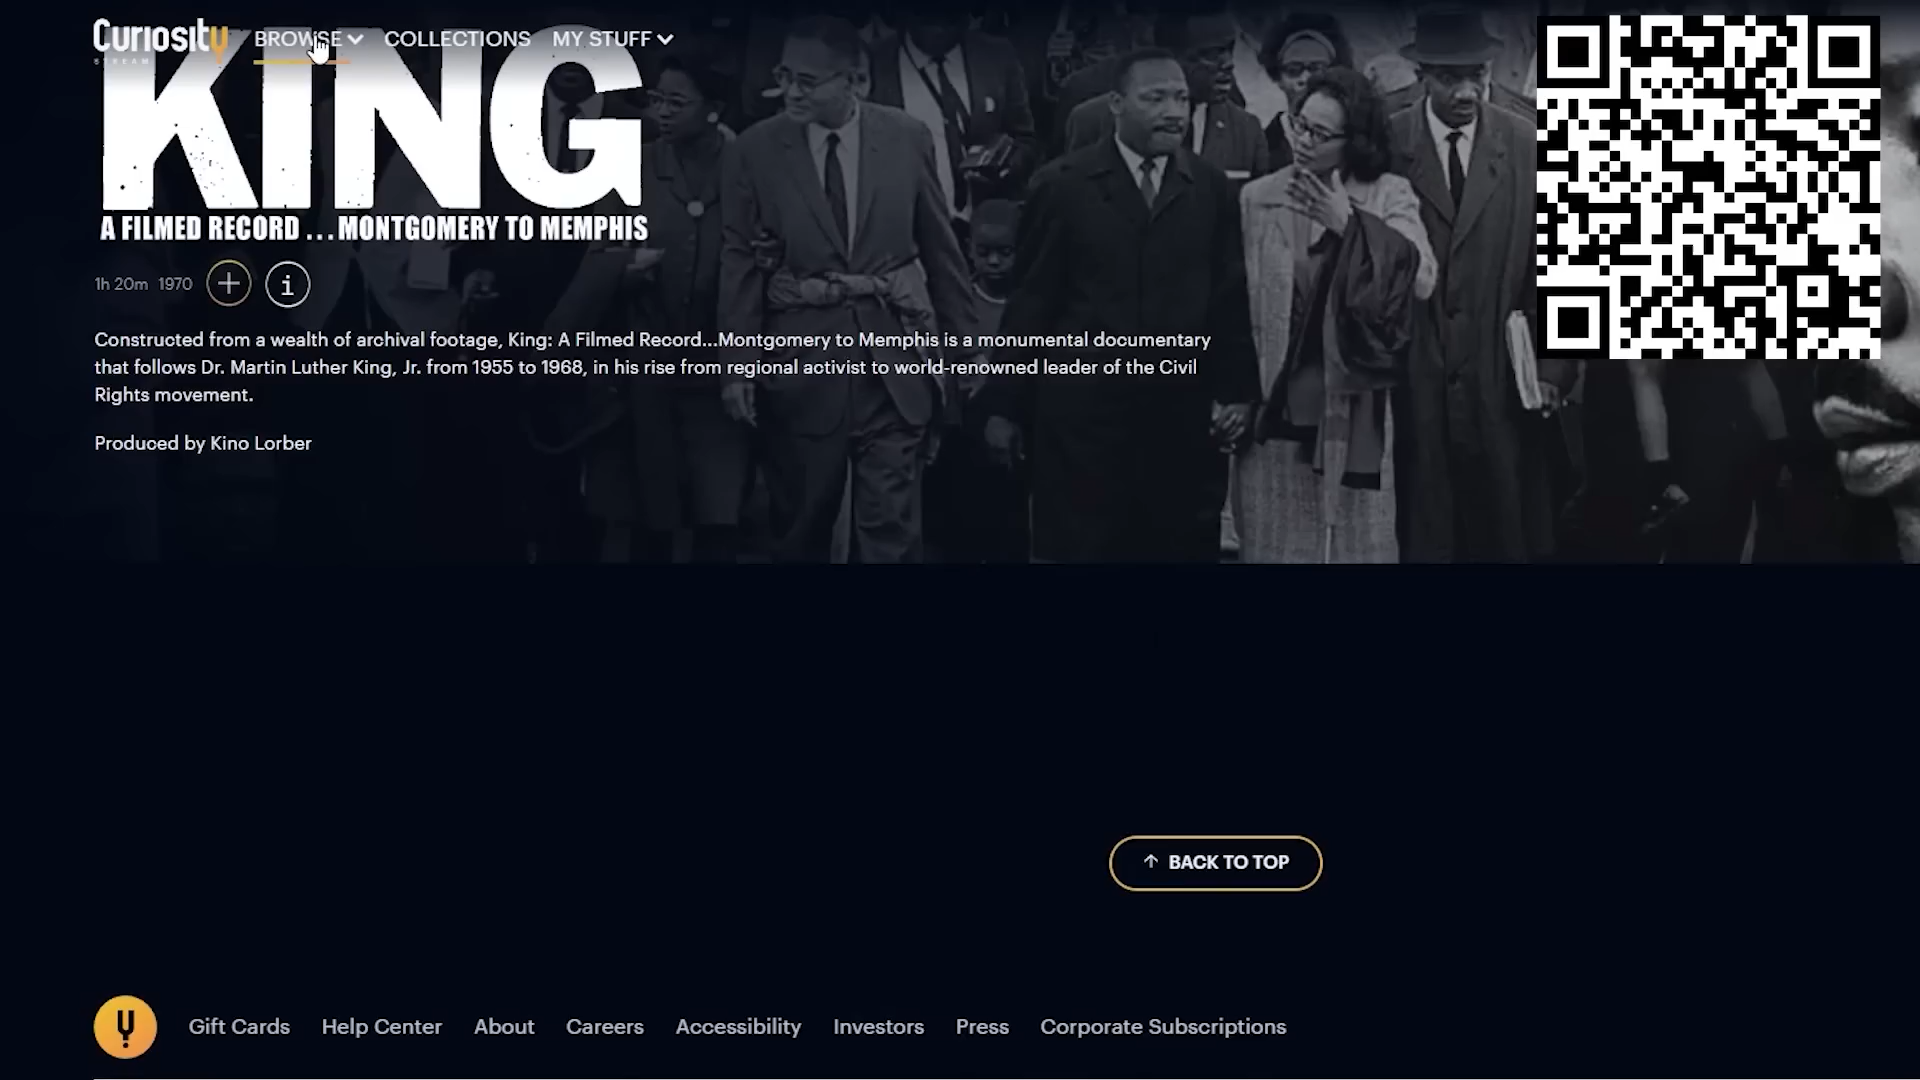 Curiosity BROWSE COLLECTIONS MY STUFF
STREAM
KING
A FILMED RECORD ... MONTGOMERY TO MEMPHIS
1h 20m 1970
Constructed from a wealth of archival footage, King: A Filmed Record...Montgomery to Memphis is a monumental documentary
that follows Dr. Martin Luther King, Jr. from 1955 to 1968, in his rise from regional activist to world-renowned leader of the Civil
Rights movement.
Produced by Kino Lorber
BACK TO TOP
Gift Cards Help Center About Careers Accessibility Investors Press Corporate Subscriptions